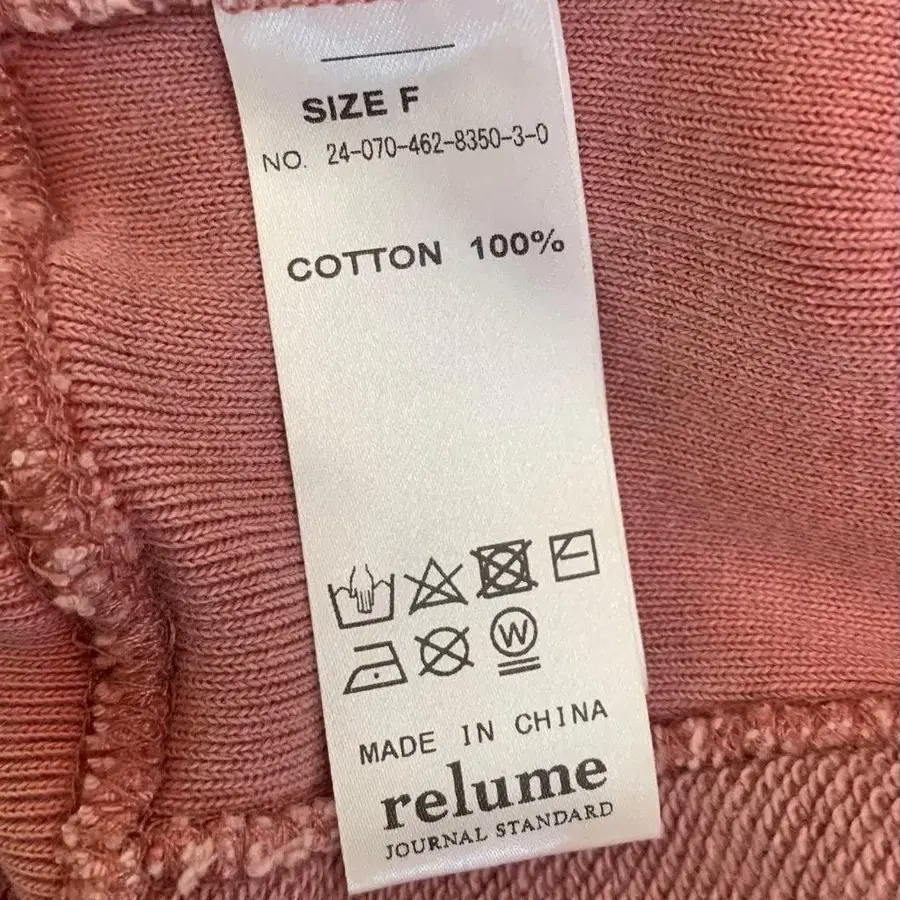 SIZE F
NO. 24-070-462-8350-3-0
COTTON 100%
W
MADE IN CHINA
relume
JOURNAL STANDARD